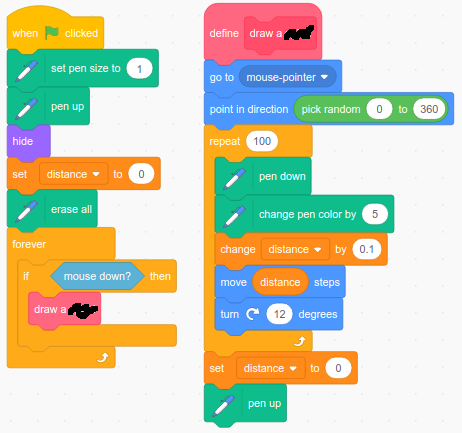 when clicked
set pen size to 1
pen up
hide
set distance to 0
erase all
forever
if mouse down? then
draw a
define draw a
go to mouse-pointer
point in direction pick random 0 to 360
repeat 100
pen down
change pen color by 5
change distance by 0.1
move distance steps
turn 12 degrees
set distance to 0
pen up